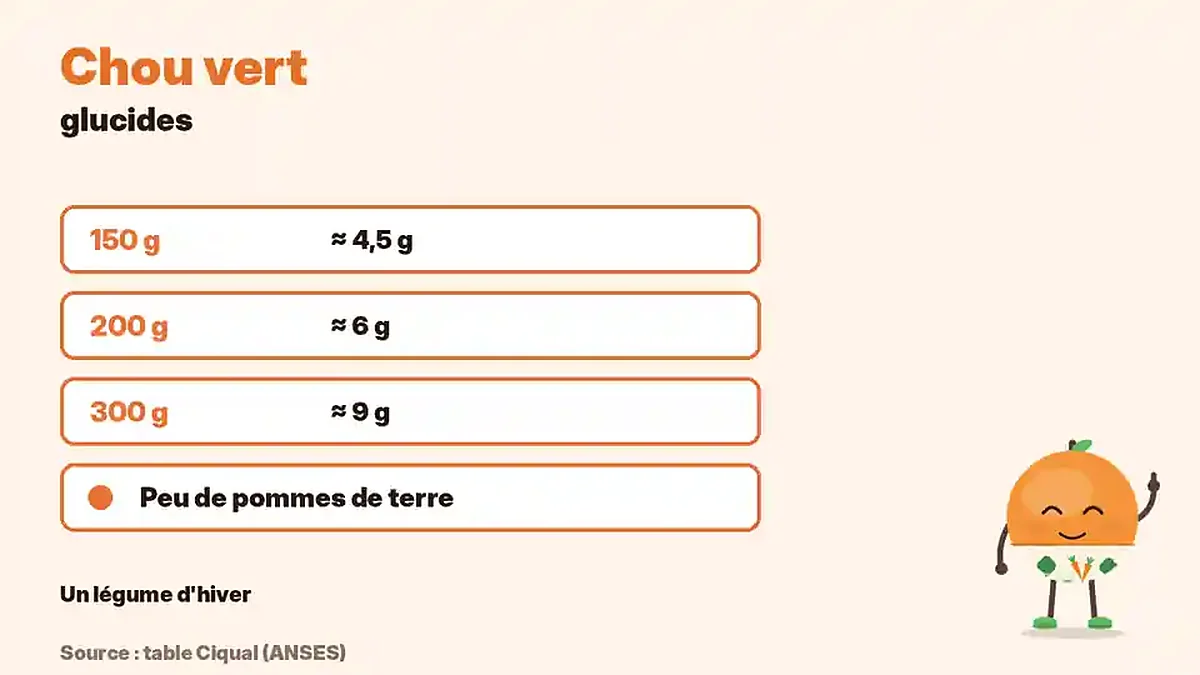 Chou vert
glucides
150 g ≈ 4,5 g
200 g ≈ 6 g
300 g ≈ 9 g
Peu de pommes de terre
Un légume d'hiver
Source : table Ciqual (ANSES)